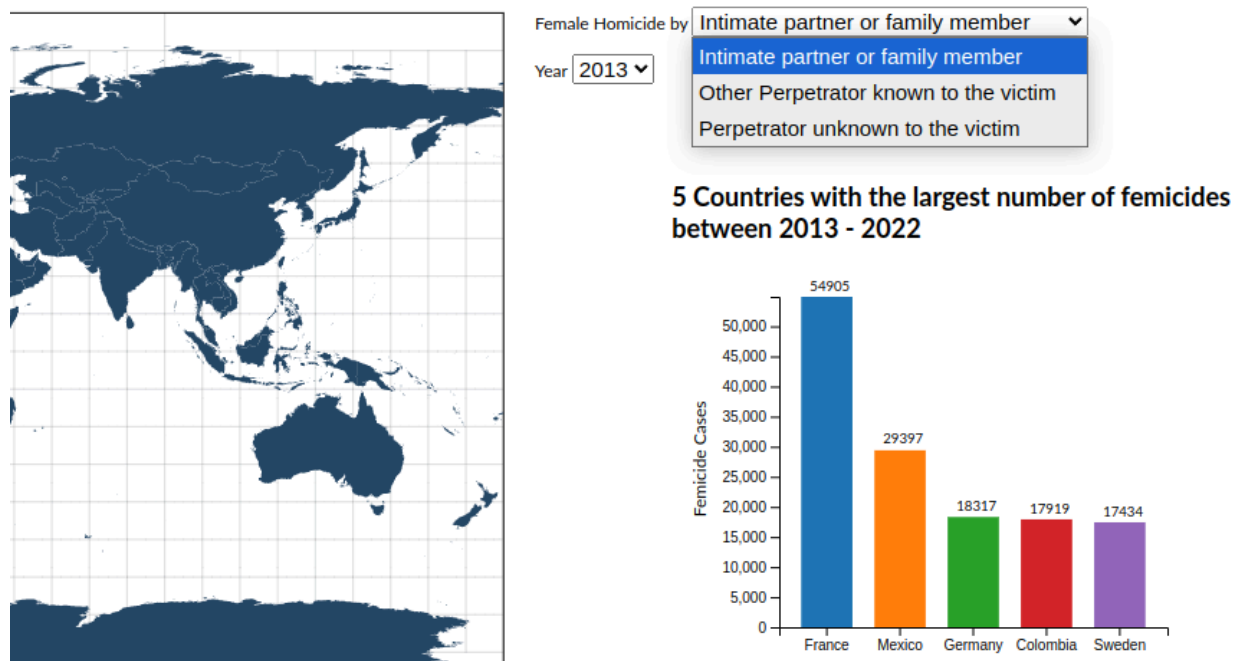 Female Homicide by Intimate partner or family member
Intimate partner or family member
Year 2013
Other Perpetrator known to the victim
Perpetrator unknown to the victim
5 Countries with the largest number of femicides
between 2013 - 2022
54905
50,000
45,000
40,000
35,000
30,000
29397
25,000
20,000
18317
17919
17434
15,000
10,000
5,000
0
Femicide Cases
France Mexico Germany Colombia Sweden